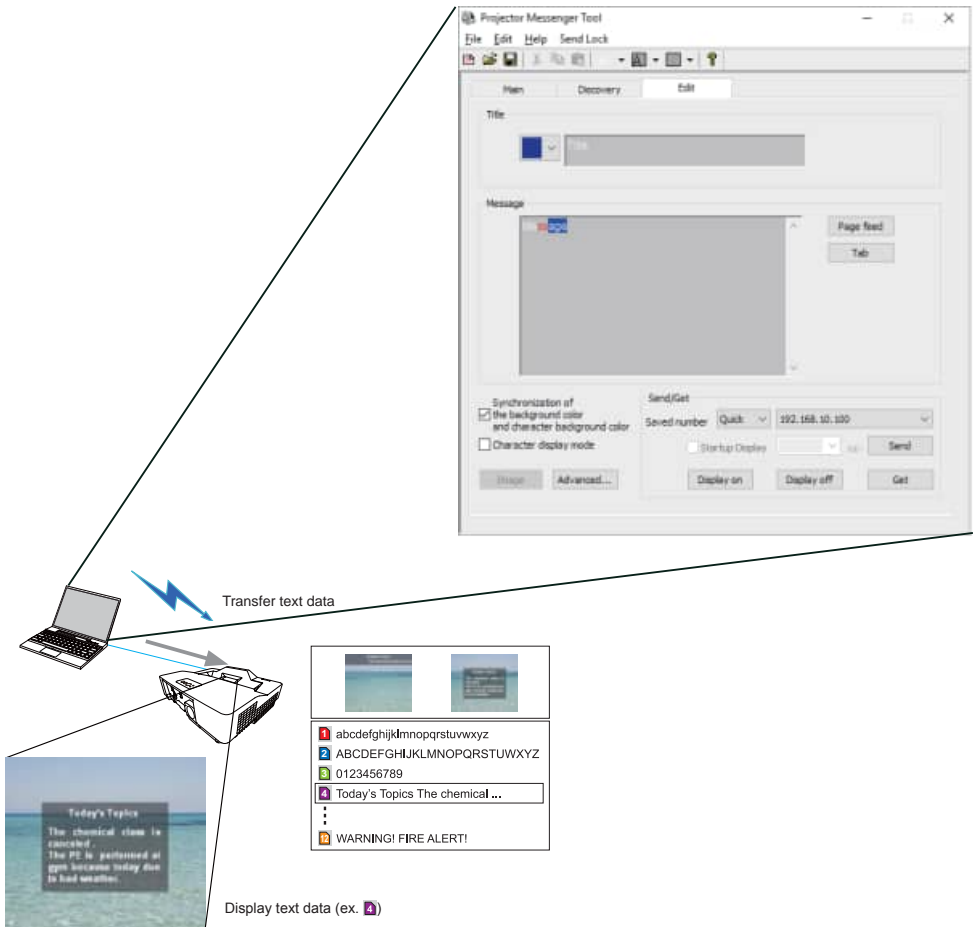 Projector Messenger Tool
File Edit Help Send Lock
Main Discovery Edit
Title
Title
Message
Page feed
Tab
Synchronization of
the background color
and character background color
Character display mode
Image Advanced...
Send/Get
Saved number Quick 192.168.10.100
Startup Display Send
Display on Display off Get
Transfer text data
1 abcdefghijklmnopqrstuvwxyz
2 ABCDEFGHIJKLMNOPQRSTUWXYZ
3 0123456789
4 Today's Topics The chemical ...
12 WARNING! FIRE ALERT!
Today's Topics
The chemical class is
canceled .
The PE is performed at
gym because today due
to bad weather.
Display text data (ex. 4)